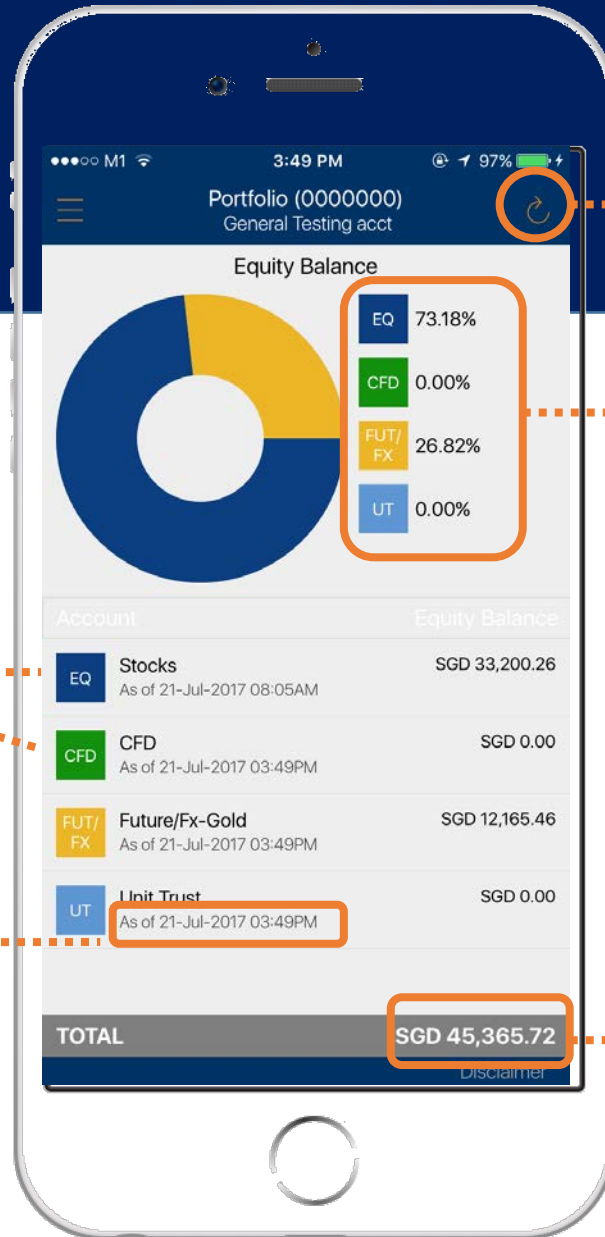 M1 3:49 PM 97%
Portfolio (0000000)
General Testing acct
Equity Balance
EQ 73.18%
CFD 0.00%
FUT/
FX 26.82%
UT 0.00%
Account Equity Balance
EQ Stocks SGD 33,200.26
As of 21-Jul-2017 08:05AM
CFD CFD SGD 0.00
As of 21-Jul-2017 03:49PM
FUT/
FX Future/Fx-Gold SGD 12,165.46
As of 21-Jul-2017 03:49PM
UT Unit Trust SGD 0.00
As of 21-Jul-2017 03:49PM
TOTAL SGD 45,365.72
Disclaimer